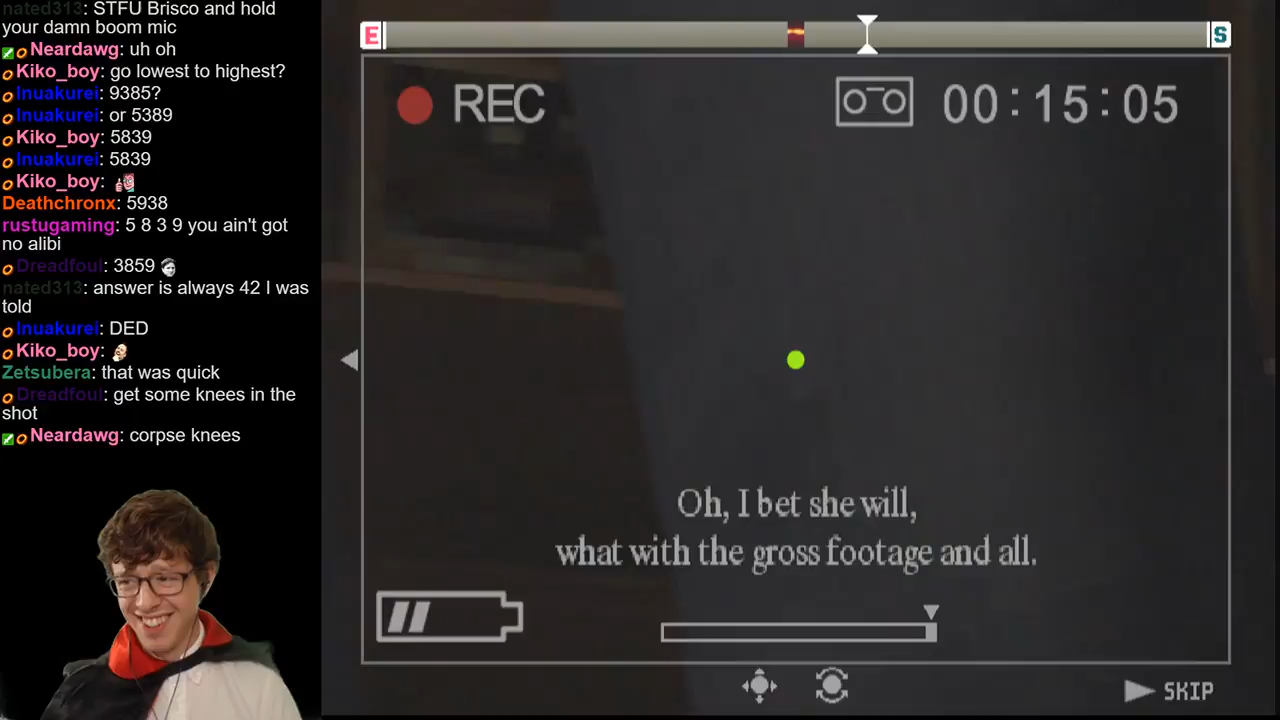 nated313: STFU Brisco and hold
your damn boom mic
Neardawg: uh oh
Kiko_boy: go lowest to highest?
Inuakurei: 9385?
Inuakurei: or 5389
Kiko_boy: 5839
Inuakurei: 5839
Kiko_boy:
Deathchronx: 5938
rustugaming: 5 8 3 9 you ain't got
no alibi
Dreadfoul: 3859
nated313: answer is always 42 I was
told
Inuakurei: DED
Kiko_boy:
Zetsubera: that was quick
Dreadfoul: get some knees in the
shot
Neardawg: corpse knees
E
S
REC
00:15:05
Oh, I bet she will,
what with the gross footage and all.
SKIP